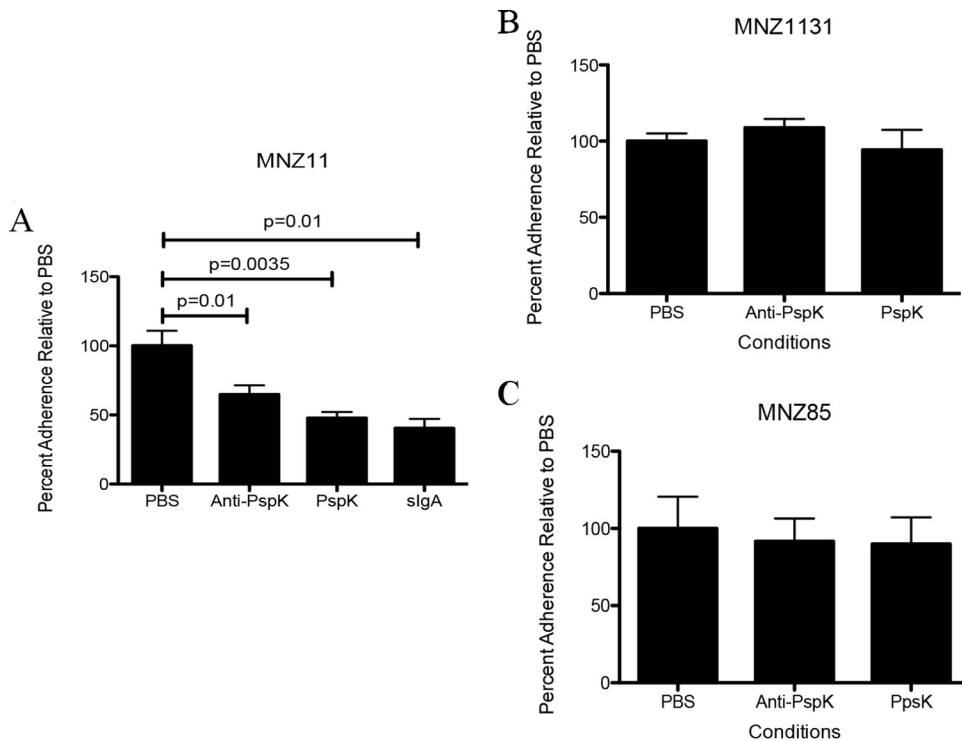 A
MNZ11
Percent Adherence Relative to PBS
p=0.01
p=0.0035
p=0.01
150
100
50
0
PBS Anti-PspK PspK sIgA
B
MNZ1131
Percent Adherence Relative to PBS
150
100
50
0
PBS Anti-PspK PspK
Conditions
C
MNZ85
Percent Adherence Relative to PBS
150
100
50
0
PBS Anti-PspK PpsK
Conditions